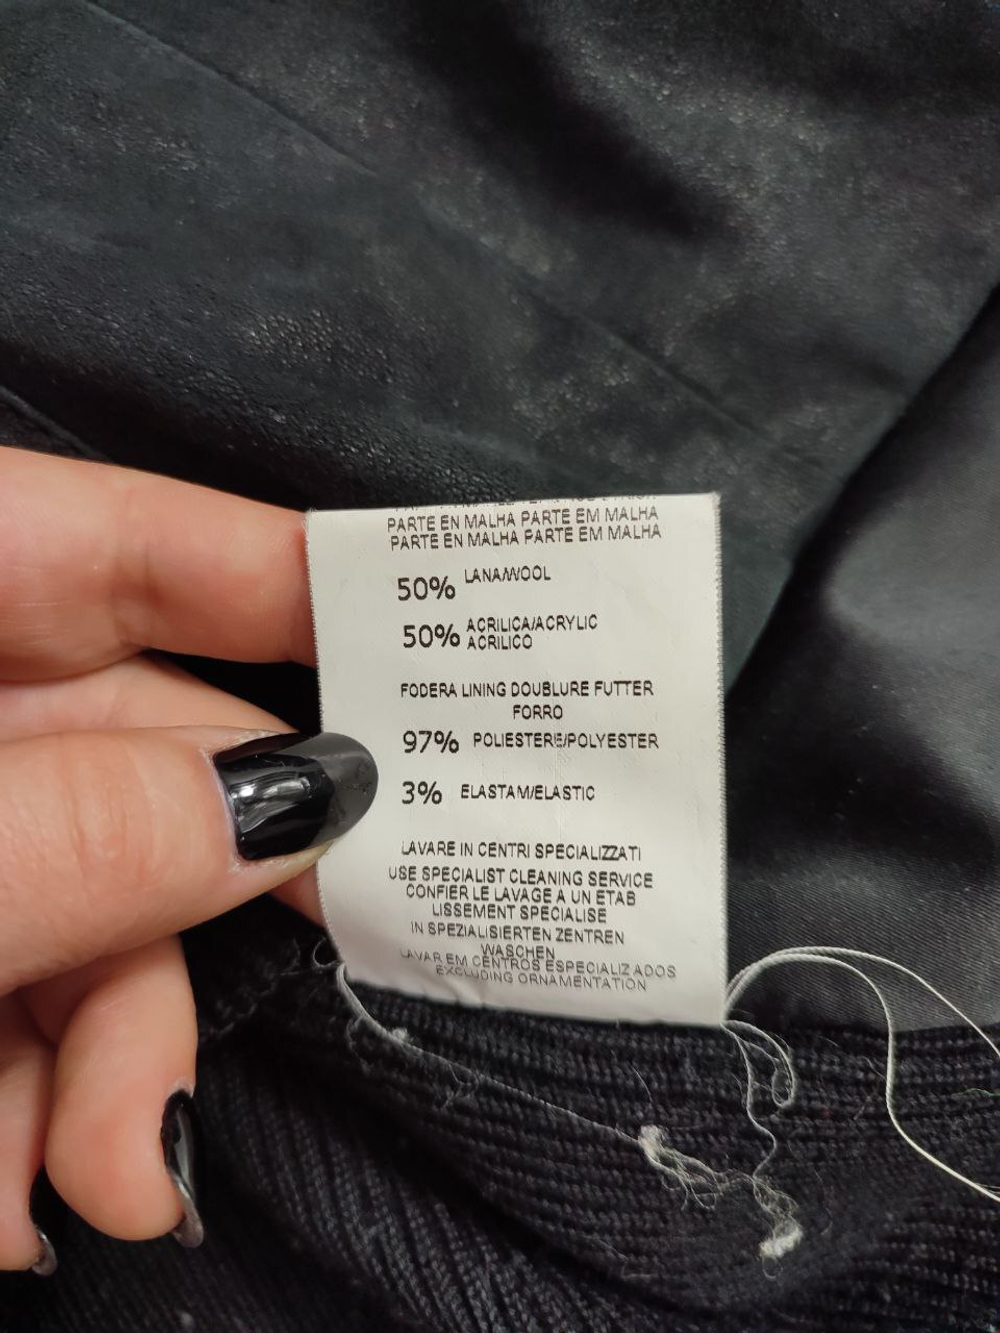 PARTE EN MALHA PARTE EM MALHA
PARTE EN MALHA PARTE EM MALHA
50% LANA/WOOL
50% ACRILICA/ACRYLIC
ACRILICO
FODERA LINING DOUBLURE FUTTER
FORRO
97% POLIESTERE/POLYESTER
3% ELASTAM/ELASTIC
LAVARE IN CENTRI SPECIALIZZATI
USE SPECIALIST CLEANING SERVICE
CONFIER LE LAVAGE A UN ETAB
LISSEMENT SPECIALISE
IN SPEZIALISIERTEN ZENTREN
WASCHEN
LAVAR EM CENTROS ESPECIALIZADOS
EXCLUDING ORNAMENTATION